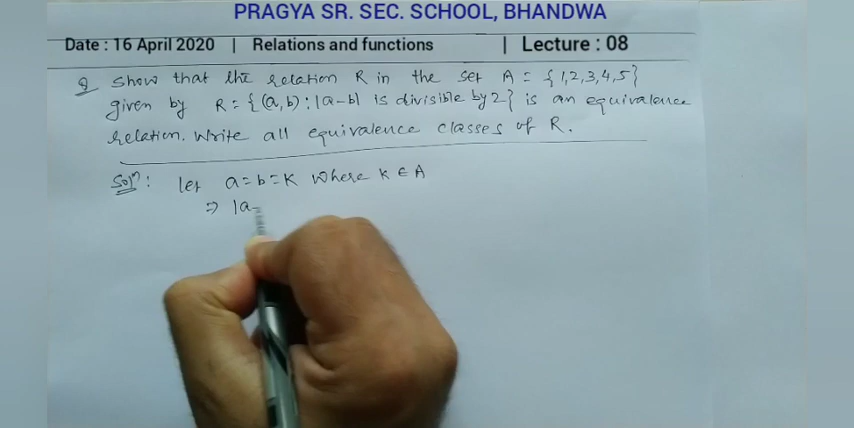 PRAGYA SR. SEC. SCHOOL, BHANDWA
Date : 16 April 2020 | Relations and functions | Lecture : 08
Q Show that the relation R in the set A = {1,2,3,4,5}
given by R = {(a,b) : |a-b| is divisible by 2} is an equivalence
relation. Write all equivalence classes of R.
Solⁿ: let a=b=K where K ∈ A
⇒ |a-